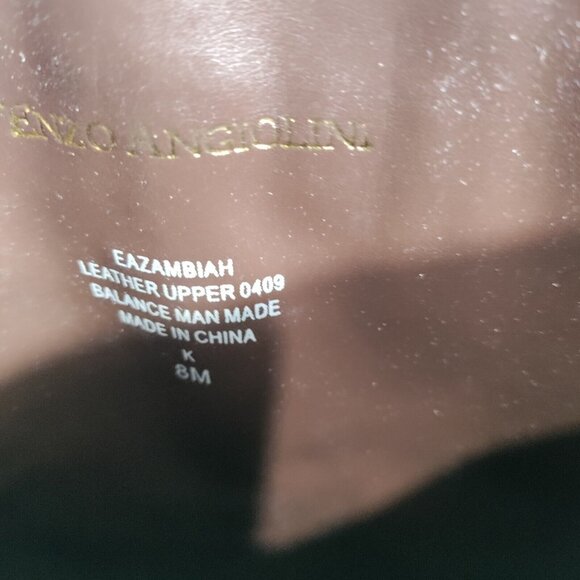 ENZO ANGIOLINI
EAZAMBIAH
LEATHER UPPER 0409
BALANCE MAN MADE
MADE IN CHINA
K
8M